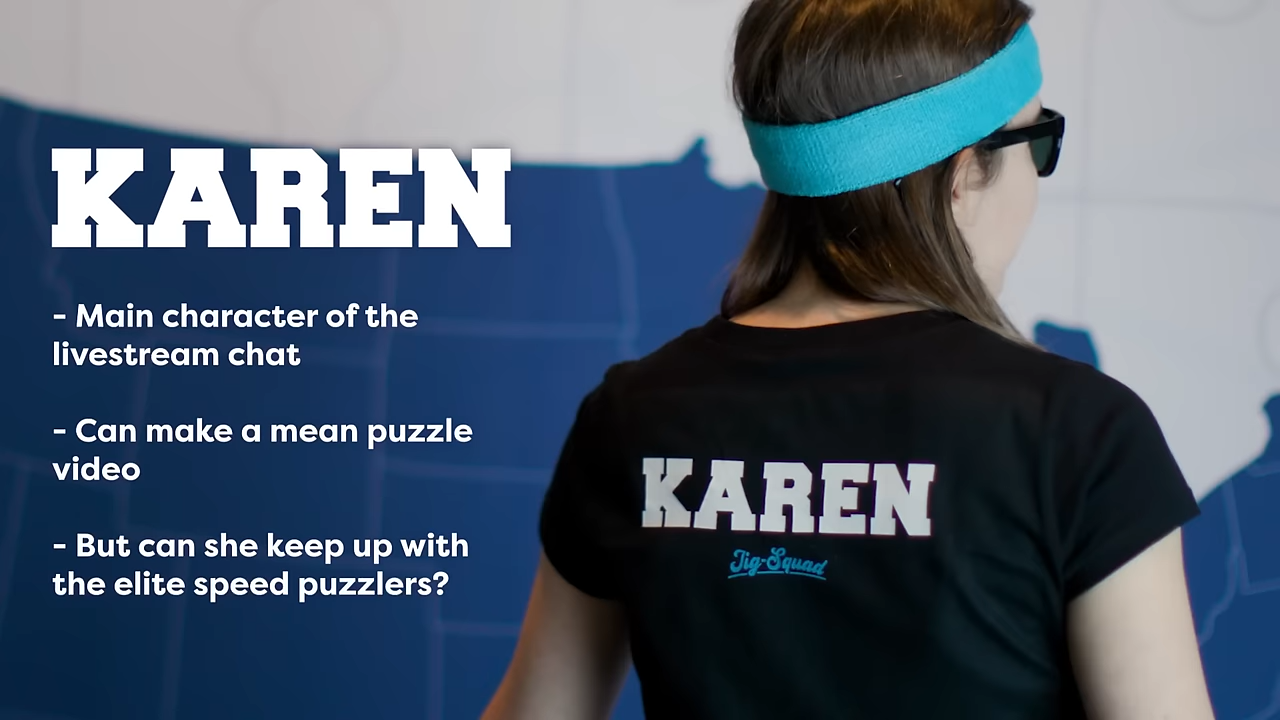 KAREN
- Main character of the
livestream chat
- Can make a mean puzzle
video
- But can she keep up with
the elite speed puzzlers?
KAREN
Jig-Squad